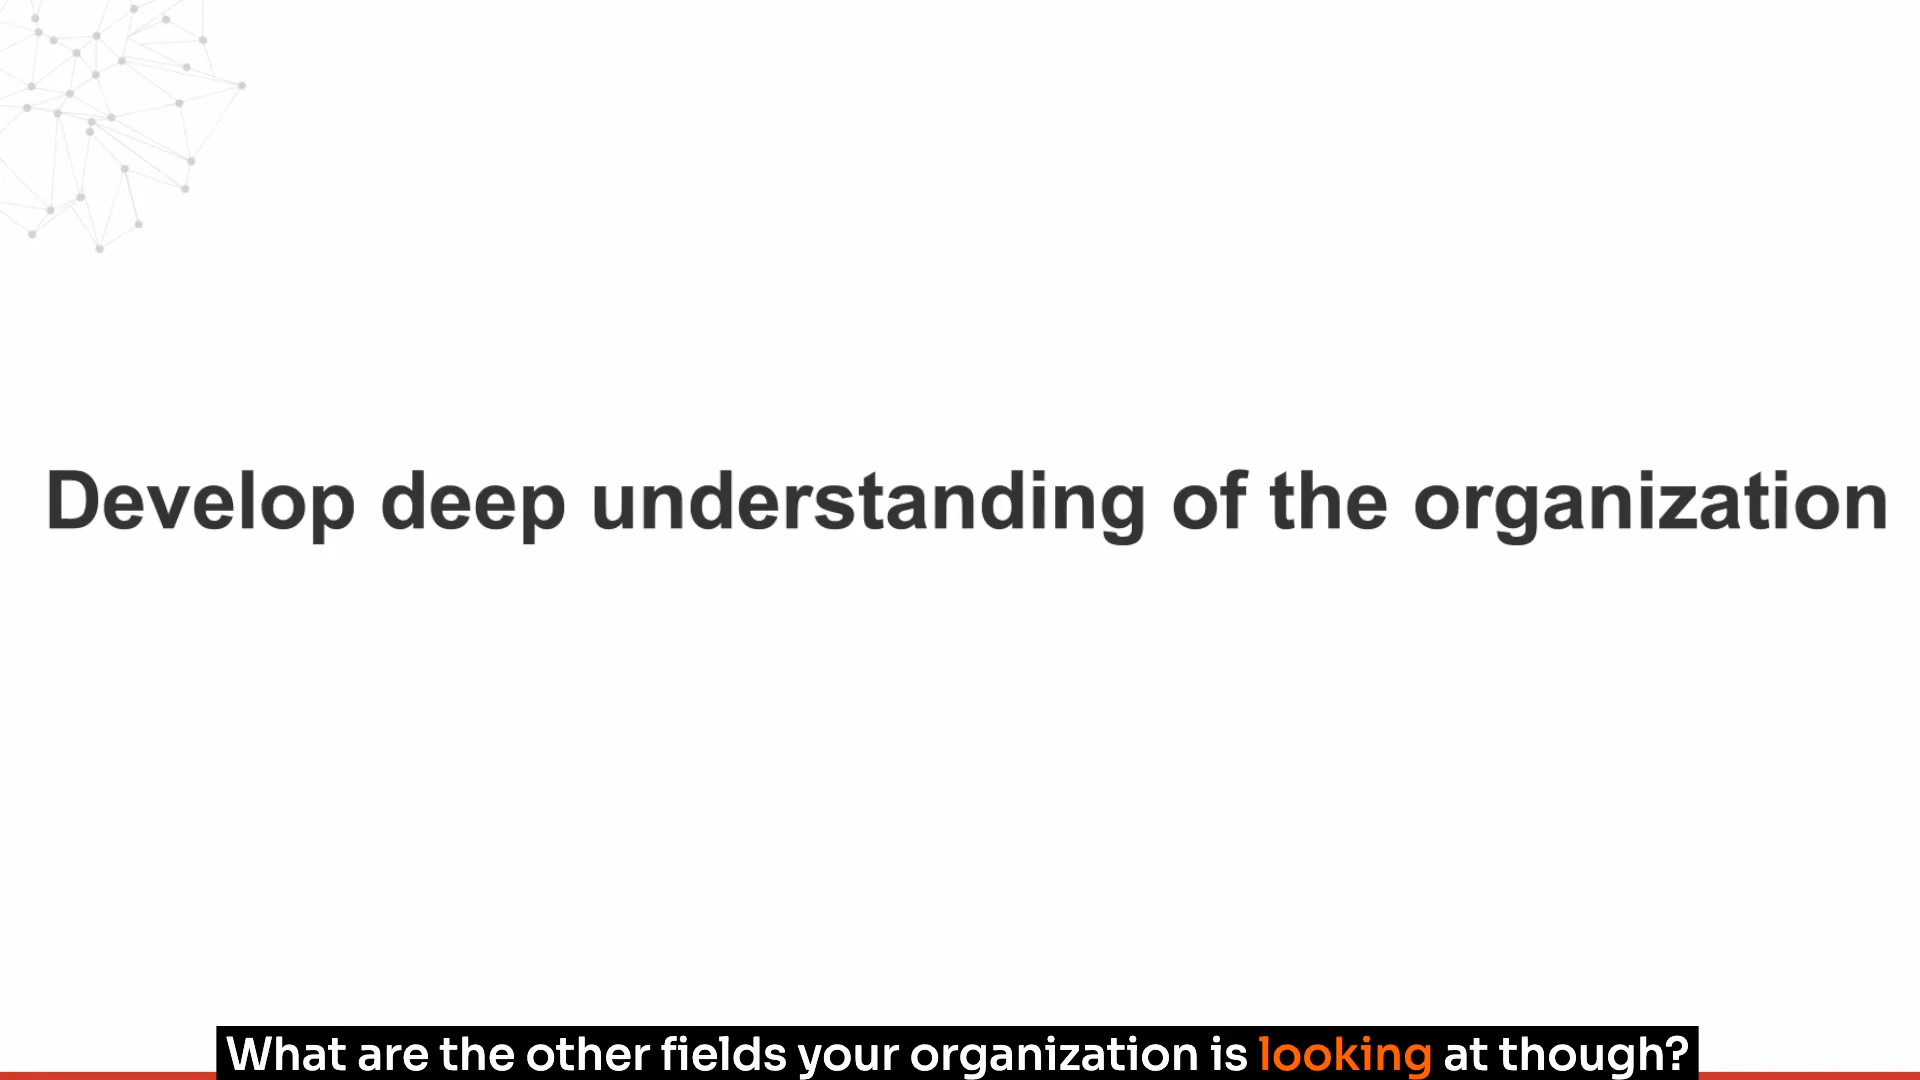 Develop deep understanding of the organization
What are the other fields your organization is looking at though?